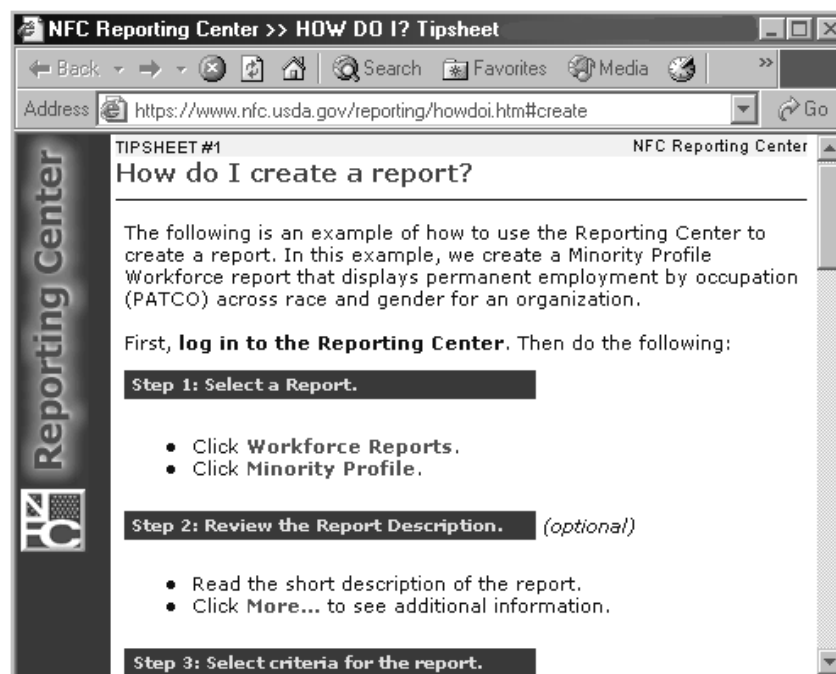 NFC Reporting Center >> HOW DO I? Tipsheet
Back Search Favorites Media »
Address https://www.nfc.usda.gov/reporting/howdoi.htm#create Go
Reporting Center
NFC
TIPSHEET #1 NFC Reporting Center
How do I create a report?
The following is an example of how to use the Reporting Center to
create a report. In this example, we create a Minority Profile
Workforce report that displays permanent employment by occupation
(PATCO) across race and gender for an organization.
First, log in to the Reporting Center. Then do the following:
Step 1: Select a Report.
• Click Workforce Reports.
• Click Minority Profile.
Step 2: Review the Report Description. (optional)
• Read the short description of the report.
• Click More... to see additional information.
Step 3: Select criteria for the report.